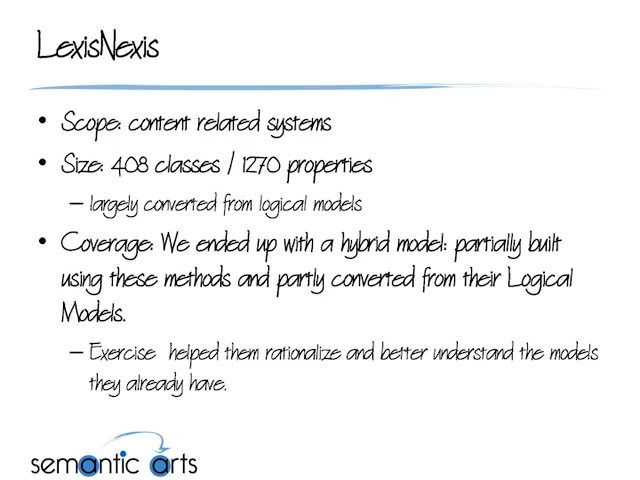 LexisNexis
• Scope: content related systems
• Size: 408 classes / 1270 properties
– largely converted from logical models
• Coverage: We ended up with a hybrid model: partially built
using these methods and partly converted from their Logical
Models.
– Exercise helped them rationalize and better understand the models
they already have.
semantic arts